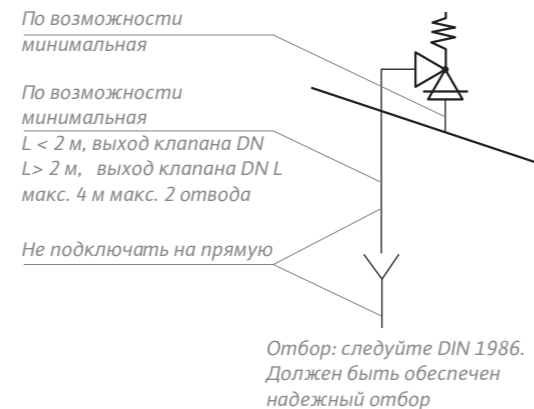 По возможности
минимальная
По возможности
минимальная
L < 2 м, выход клапана DN
L> 2 м, выход клапана DN L
макс. 4 м макс. 2 отвода
Не подключать на прямую
Отбор: следуйте DIN 1986.
Должен быть обеспечен
надежный отбор